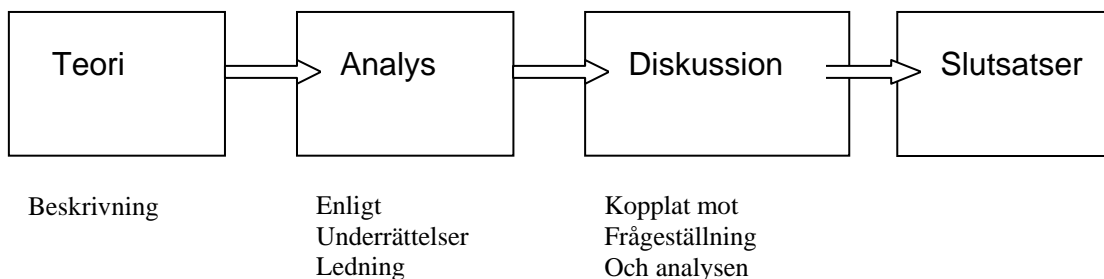 Teori
Analys
Diskussion
Slutsatser
Beskrivning
Enligt
Underrättelser
Ledning
Kopplat mot
Frågeställning
Och analysen